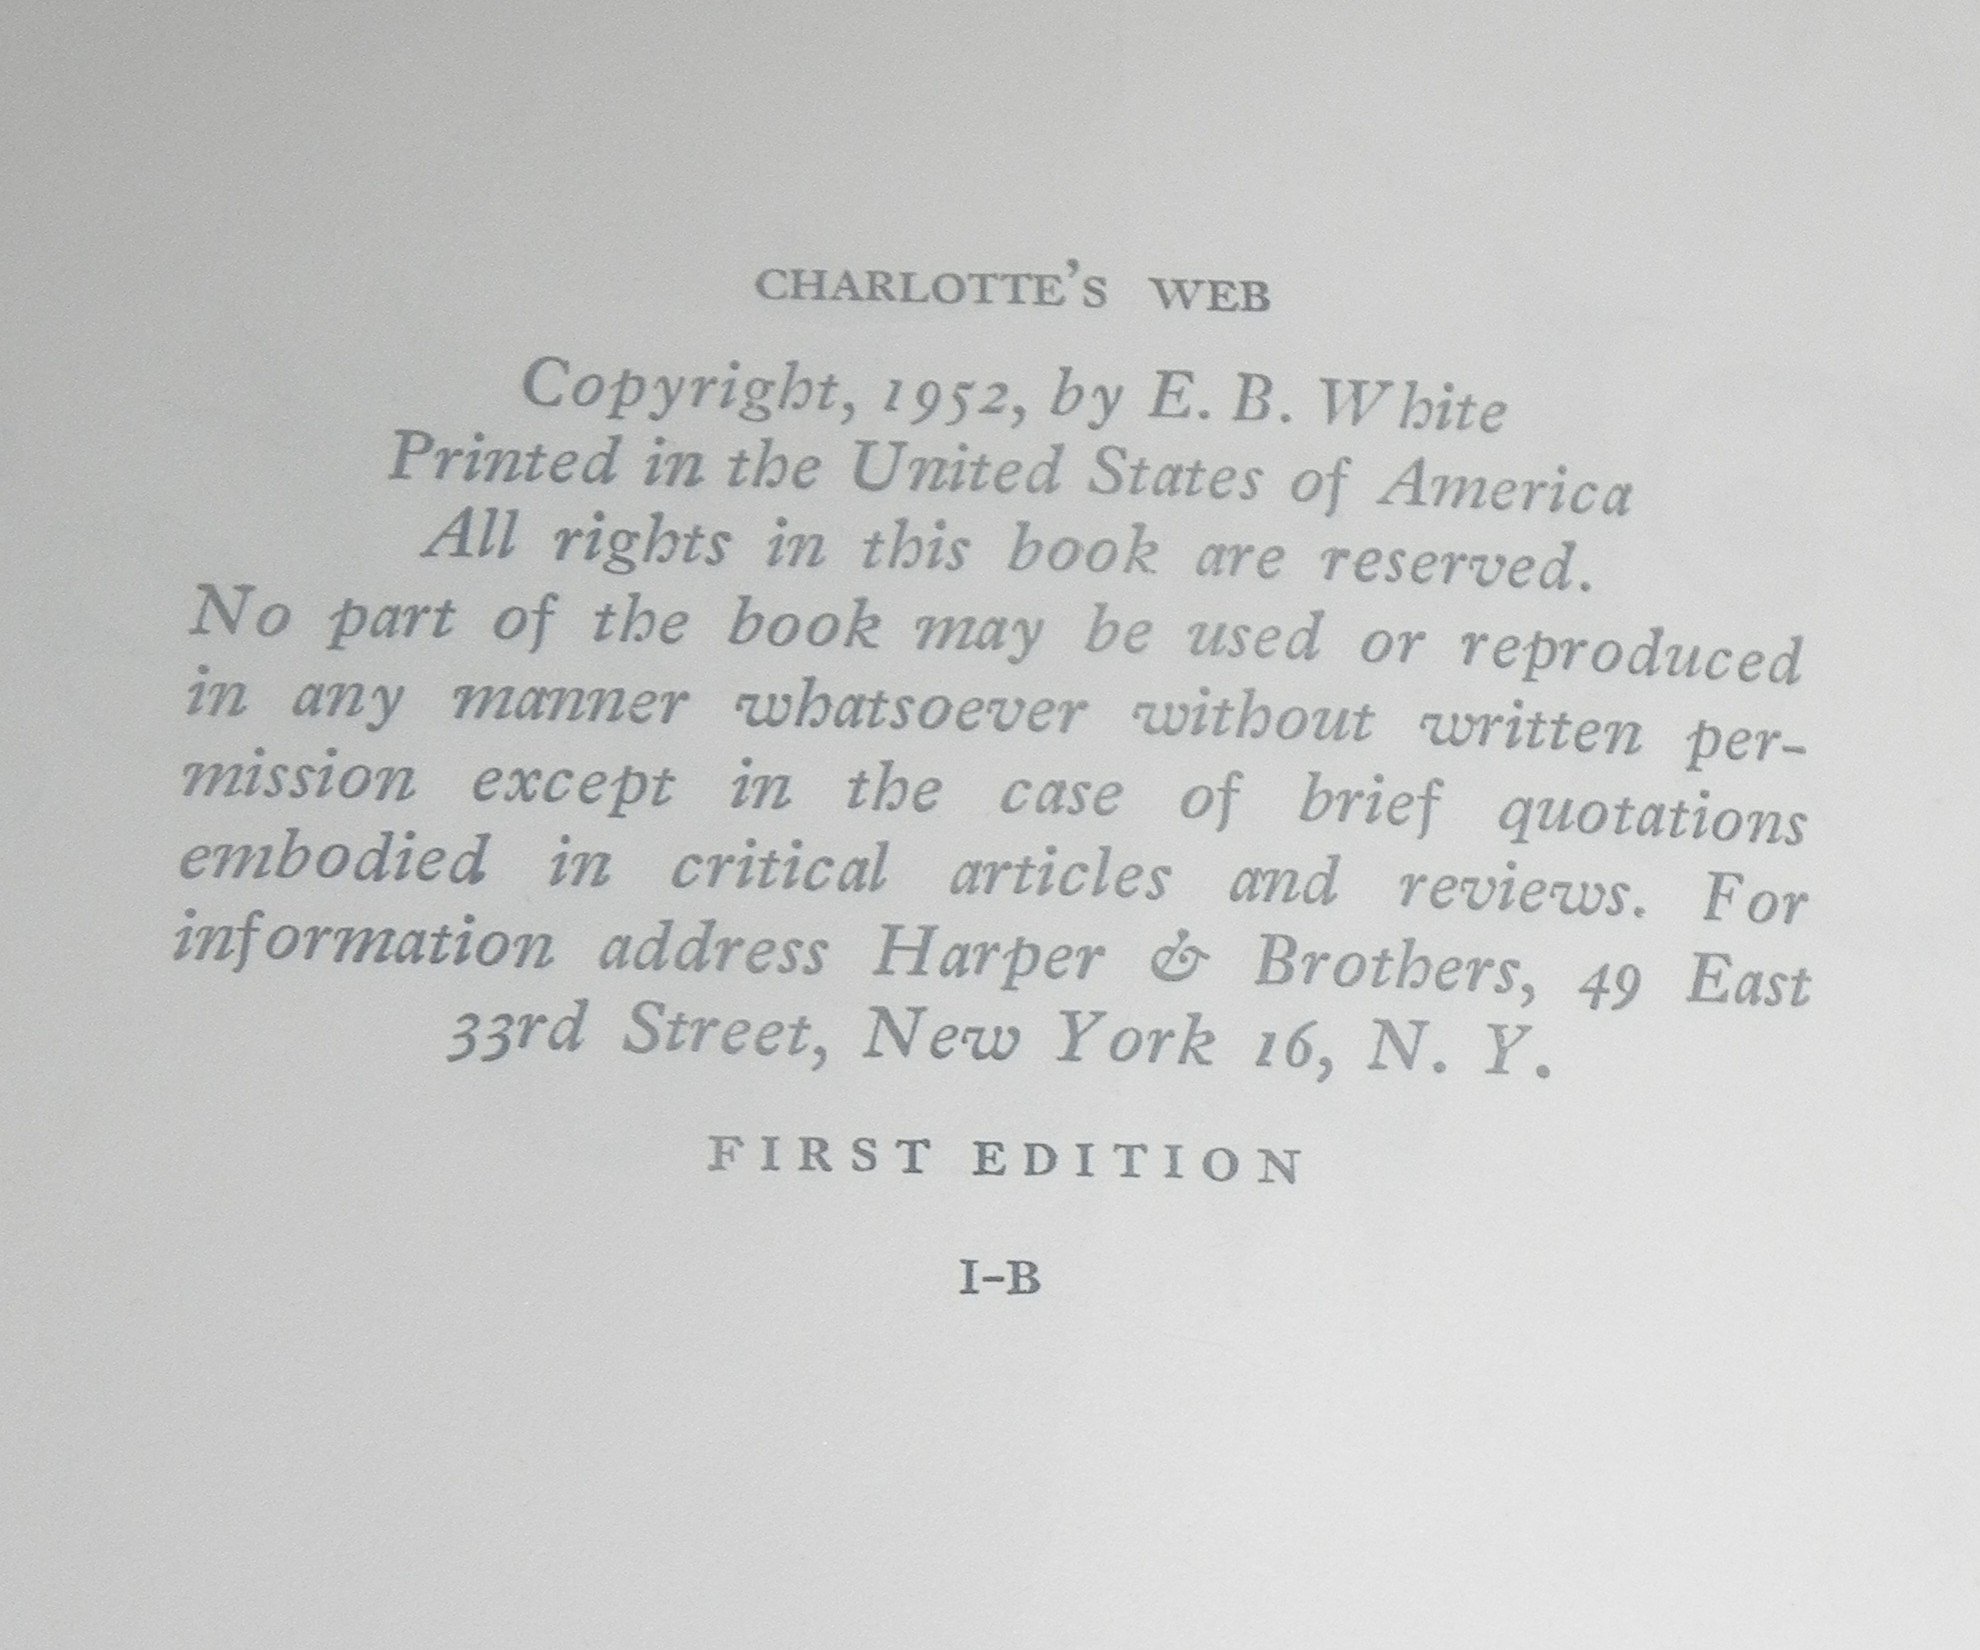 CHARLOTTE'S WEB
Copyright, 1952, by E. B. White
Printed in the United States of America
All rights in this book are reserved.
No part of the book may be used or reproduced
in any manner whatsoever without written per-
mission except in the case of brief quotations
embodied in critical articles and reviews. For
information address Harper & Brothers, 49 East
33rd Street, New York 16, N. Y.
FIRST EDITION
I-B